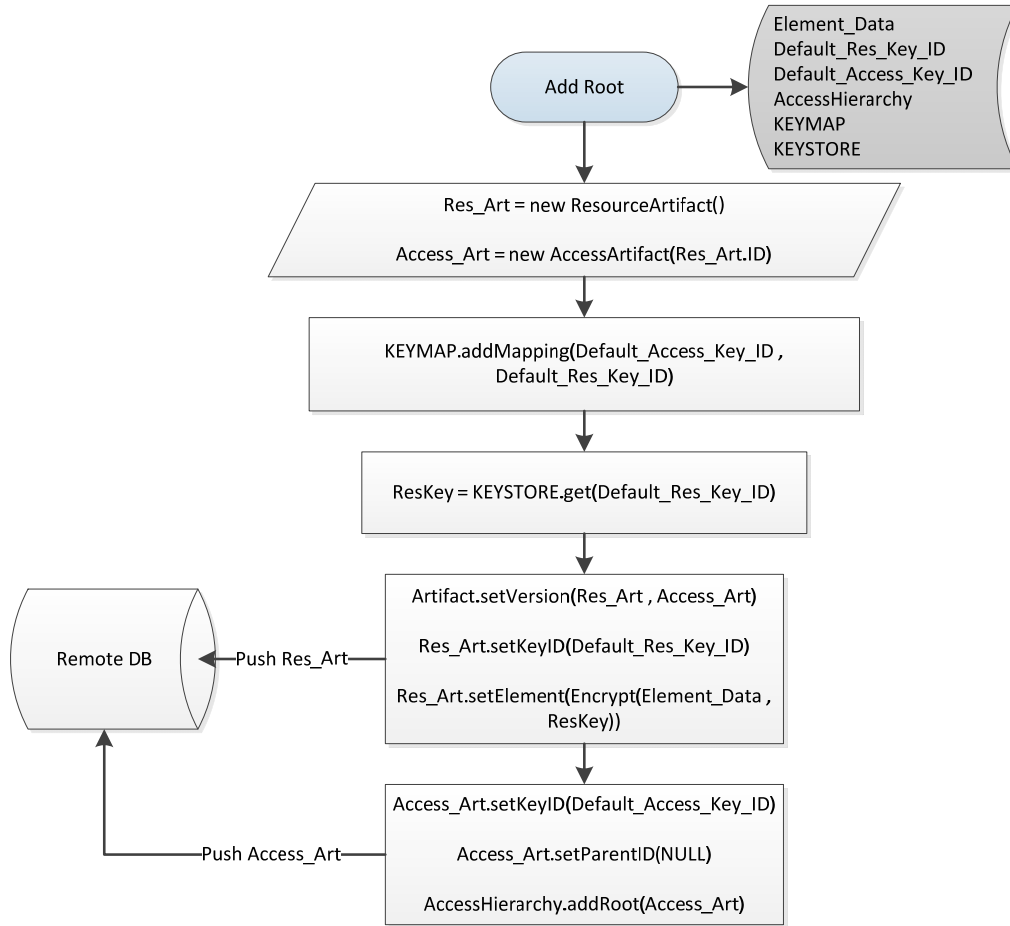 Add Root
Element_Data
Default_Res_Key_ID
Default_Access_Key_ID
AccessHierarchy
KEYMAP
KEYSTORE
Res_Art = new ResourceArtifact()
Access_Art = new AccessArtifact(Res_Art.ID)
KEYMAP.addMapping(Default_Access_Key_ID ,
Default_Res_Key_ID)
ResKey = KEYSTORE.get(Default_Res_Key_ID)
Artifact.setVersion(Res_Art , Access_Art)
Res_Art.setKeyID(Default_Res_Key_ID)
Res_Art.setElement(Encrypt(Element_Data ,
ResKey))
Push Res_Art
Remote DB
Access_Art.setKeyID(Default_Access_Key_ID)
Access_Art.setParentID(NULL)
AccessHierarchy.addRoot(Access_Art)
Push Access_Art